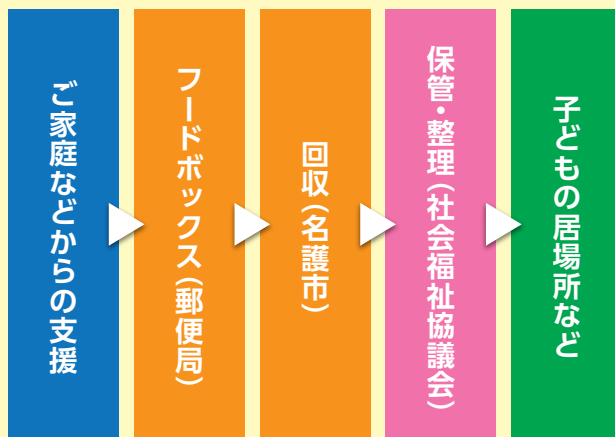 ご家庭などからの支援
フードボックス(郵便局)
回収(名護市)
保管・整理(社会福祉協議会)
子どもの居場所など